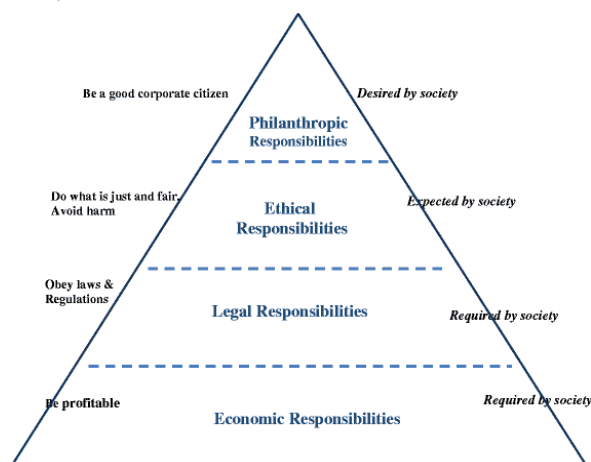 Be a good corporate citizen
Desired by society
Philanthropic
Responsibilities
Do what is just and fair,
Avoid harm
Expected by society
Ethical
Responsibilities
Obey laws &
Regulations
Legal Responsibilities
Required by society
Be profitable
Required by society
Economic Responsibilities